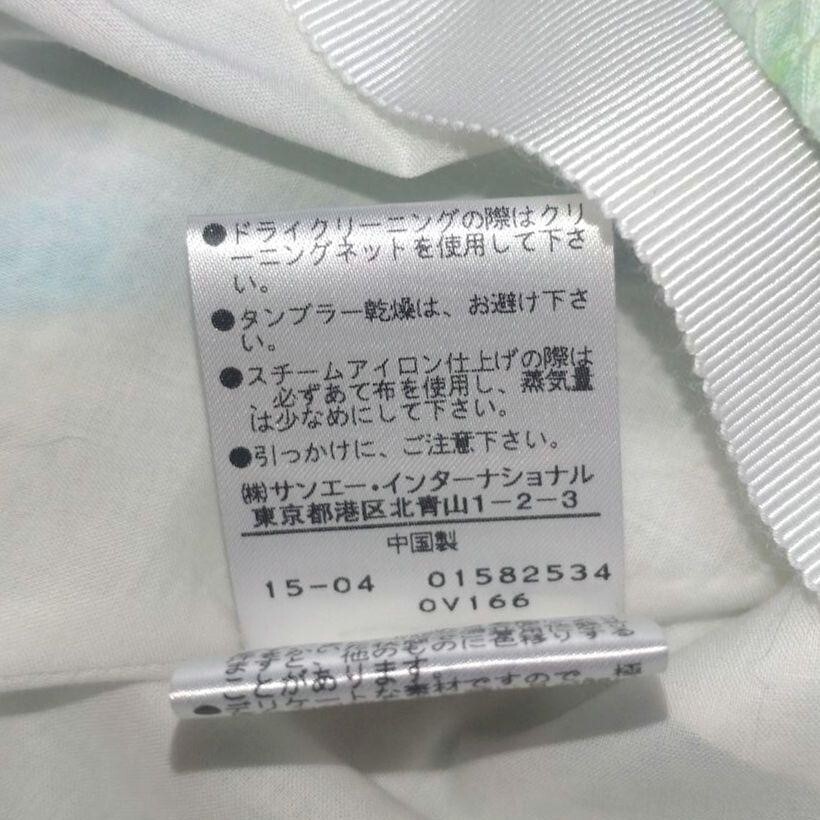 ●ドライクリーニングの際はクリ
ーニングネットを使用して下さ
い。
●タンブラー乾燥は、お避け下さ
い。
●スチームアイロン仕上げの際は
、必ずあて布を使用し、蒸気量
は少なめにして下さい。
●引っかけに、ご注意下さい。
㈱サンエー・インターナショナル
東京都港区北青山1-2-3
中国製
15-04 01582534
0V166
ますと、他のものに色移りする
ことがあります。
●デリケートな素材ですので、極